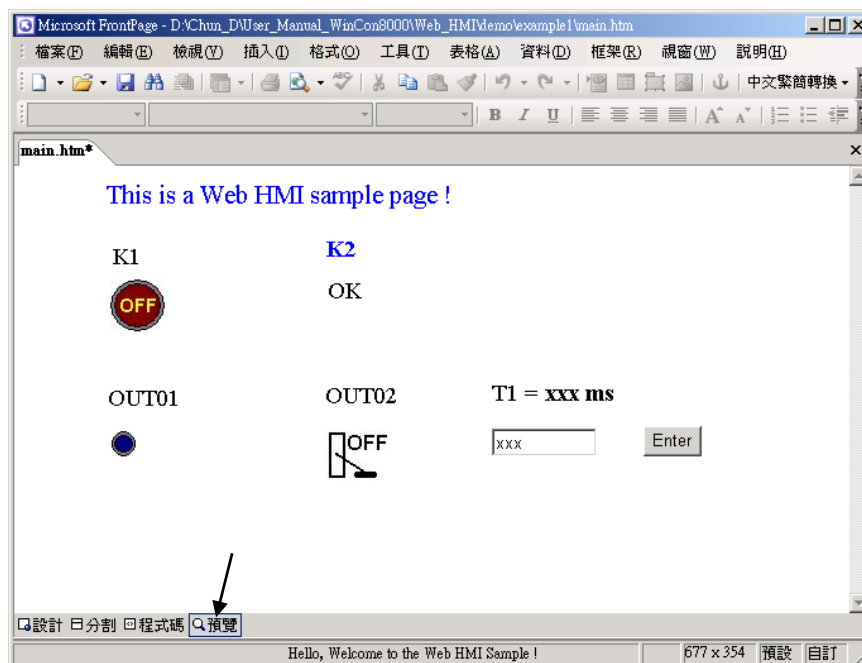 Microsoft FrontPage - D:\Chun_D\User_Manual_WinCon8000\Web_HMI\demo\example1\main.htm
檔案(F) 編輯(E) 檢視(V) 插入(I) 格式(O) 工具(T) 表格(A) 資料(D) 框架(R) 視窗(W) 說明(H)
ABC 中文繁簡轉換
B I U A A
main.htm*
This is a Web HMI sample page !
K1 K2
OFF OK
OUT01 OUT02 T1 = xxx ms
OFF xxx Enter
設計 分割 程式碼 預覽
Hello, Welcome to the Web HMI Sample ! 677 x 354 預設 自訂